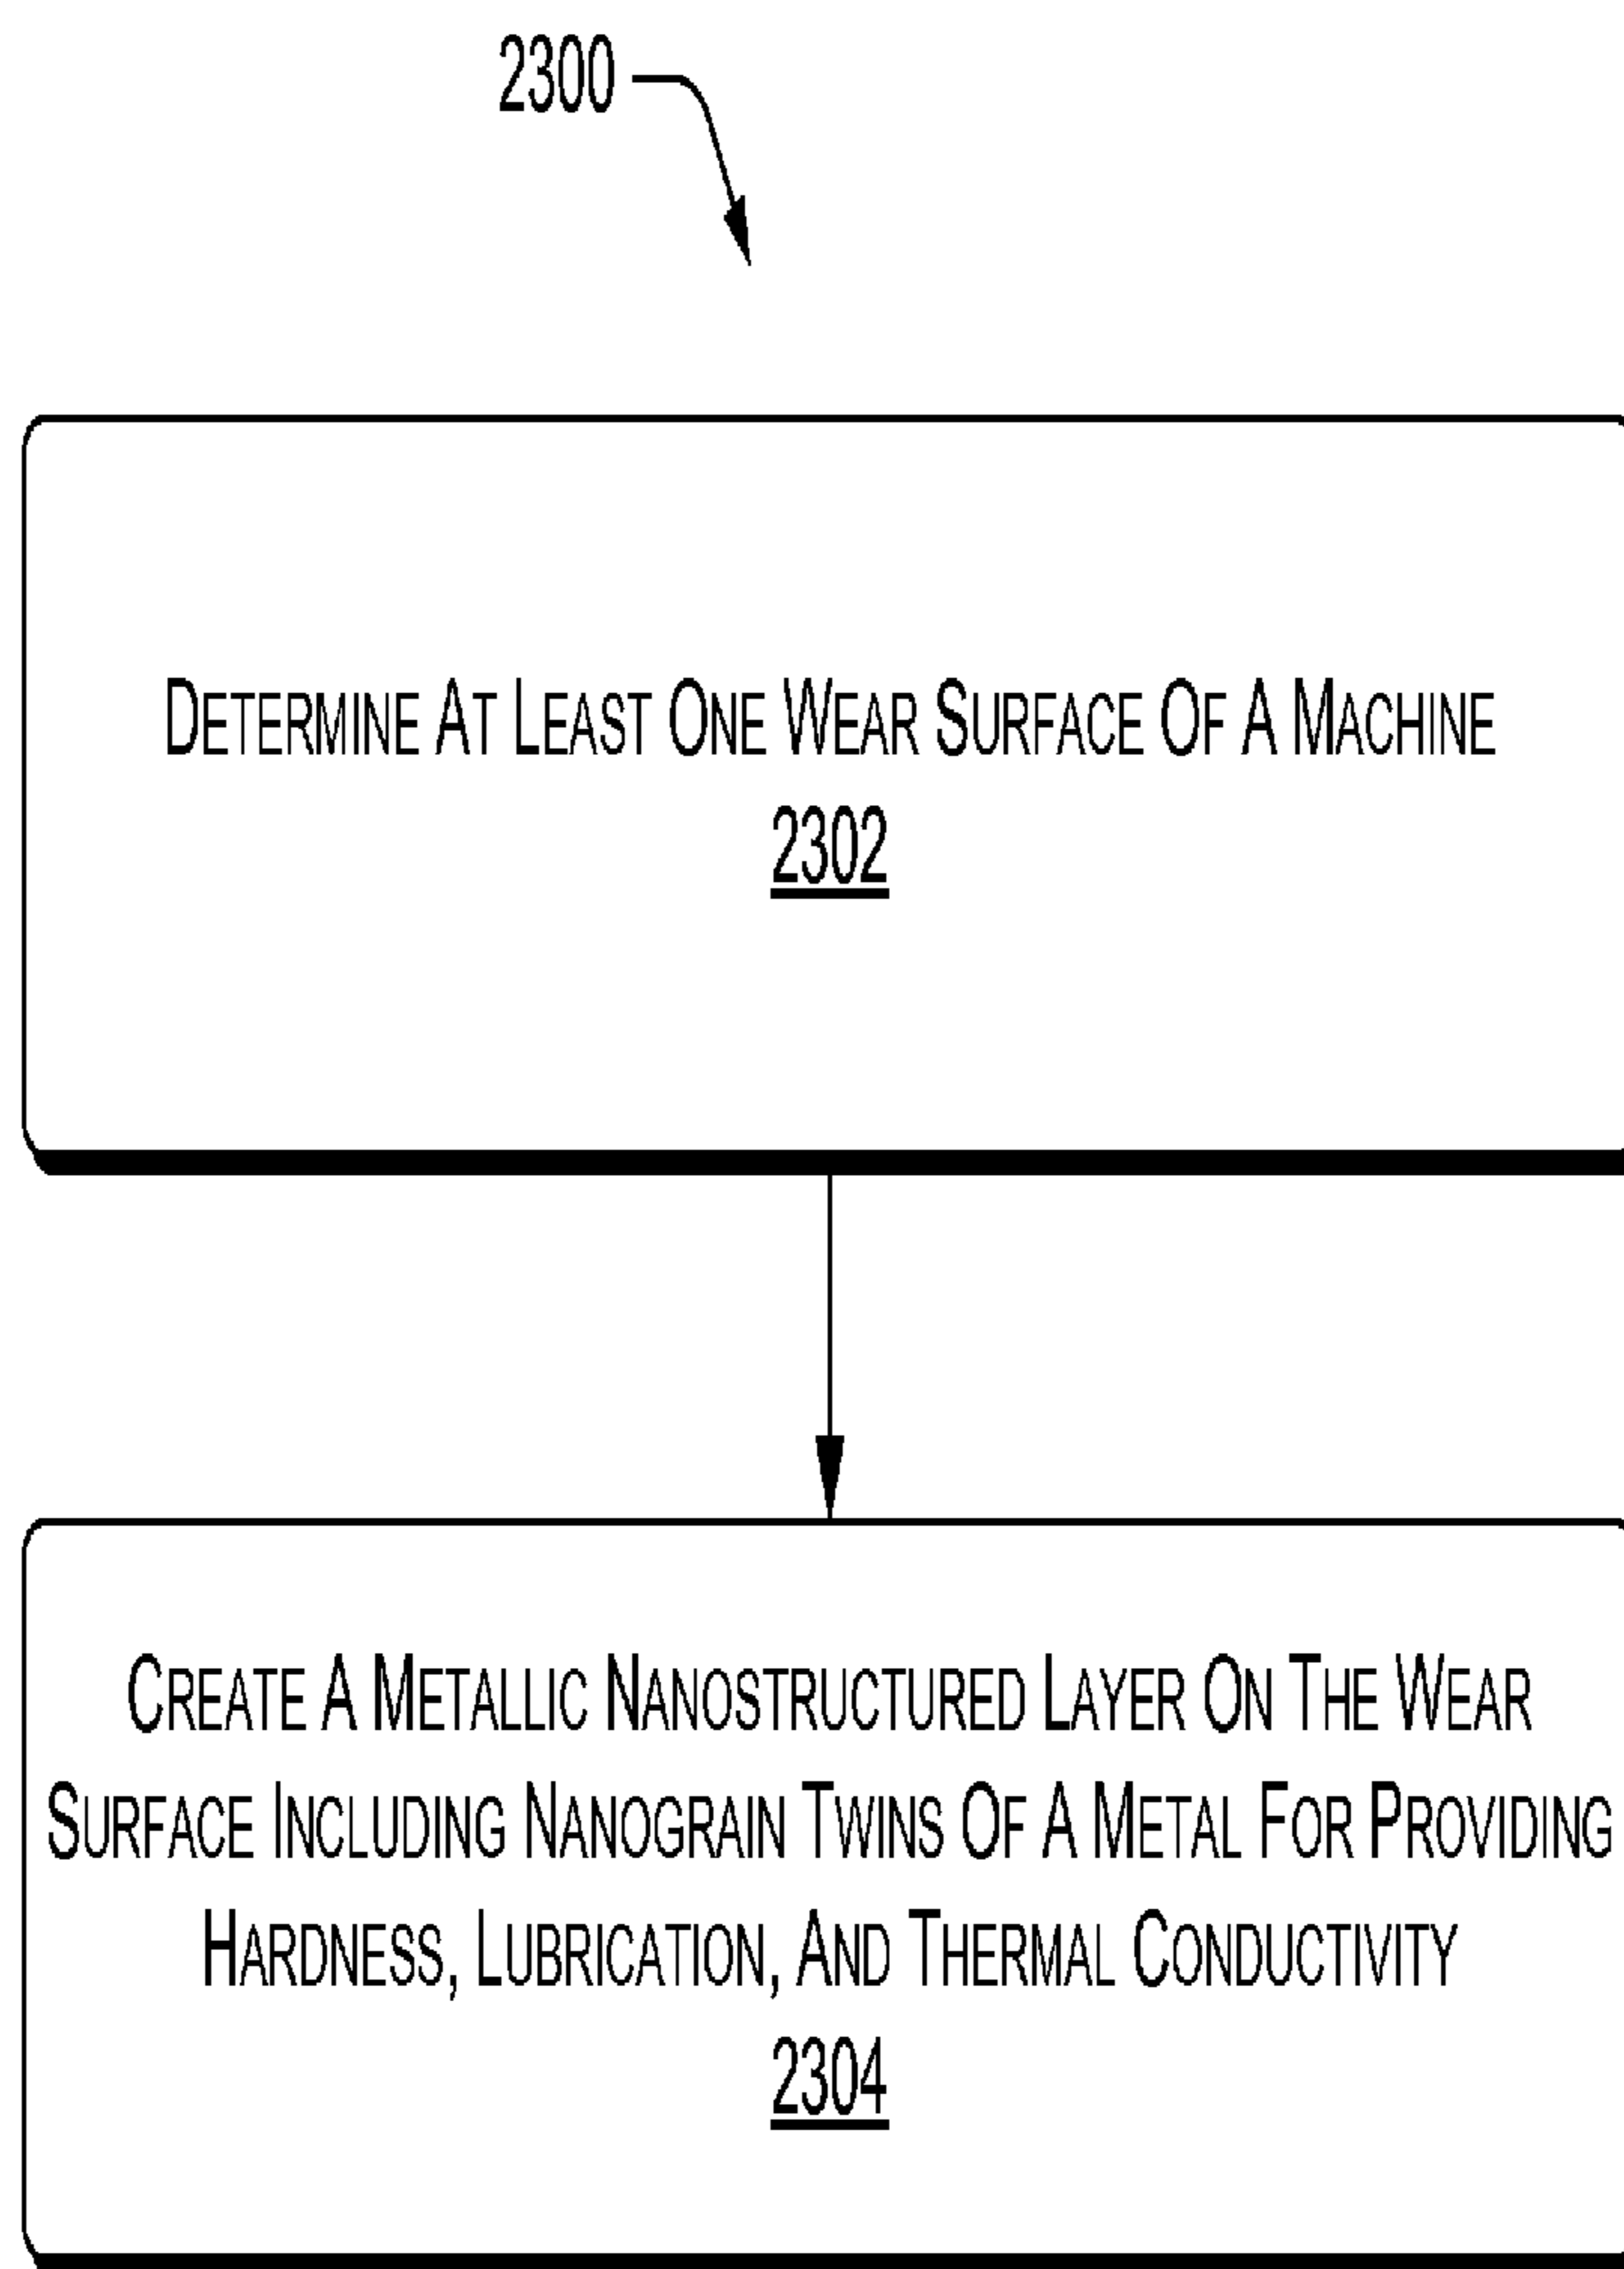 2300
Determine At Least One Wear Surface Of A Machine
2302
Create A Metallic Nanostructured Layer On The Wear
Surface Including Nanograin Twins Of A Metal For Providing
Hardness, Lubrication, And Thermal Conductivity
2304